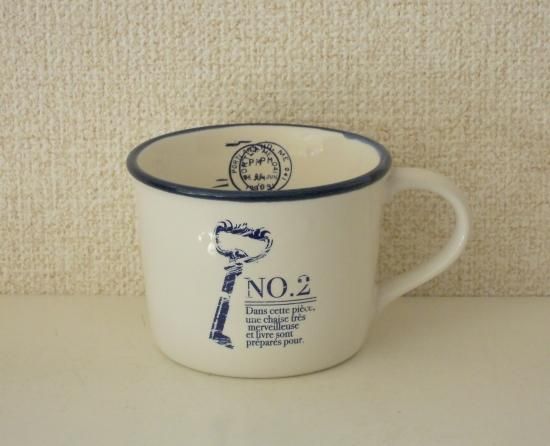 NO.2
Dans cette pièce,
une chaise très
merveilleuse
et livre sont
préparés pour.